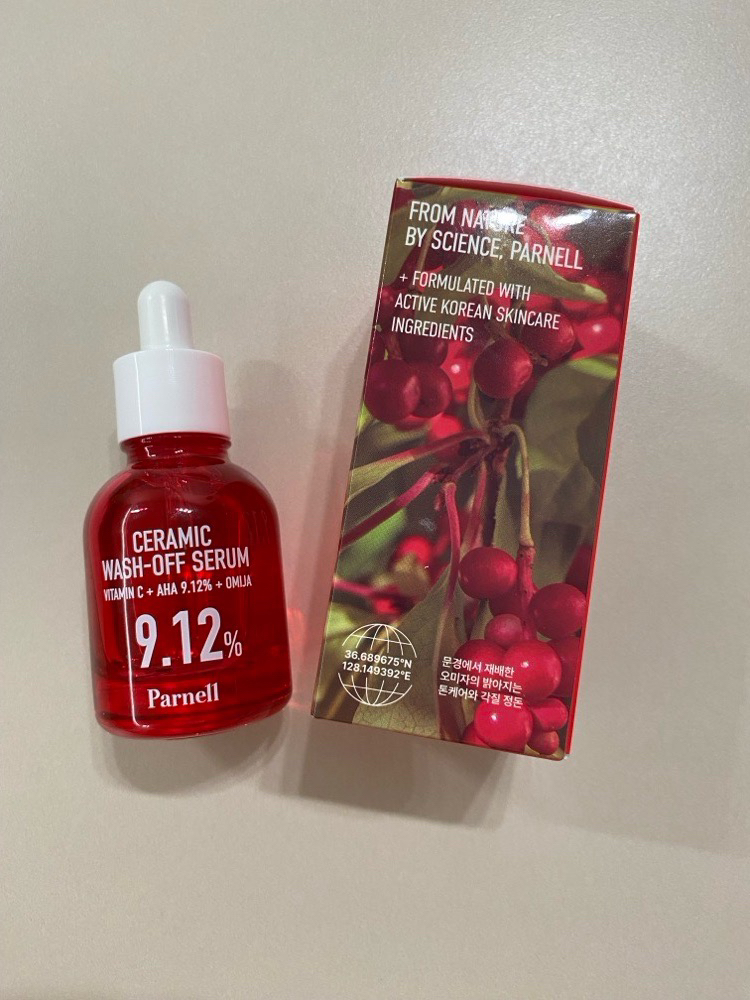 CERAMIC
WASH-OFF SERUM
VITAMIN C + AHA 9.12% + OMIJA
9.12%
Parnell
FROM NATURE
BY SCIENCE, PARNELL
+ FORMULATED WITH
ACTIVE KOREAN SKINCARE
INGREDIENTS
36.689675°N
128.149392°E
문경에서 재배한
오미자의 밝아지는
톤케어와 각질 정돈